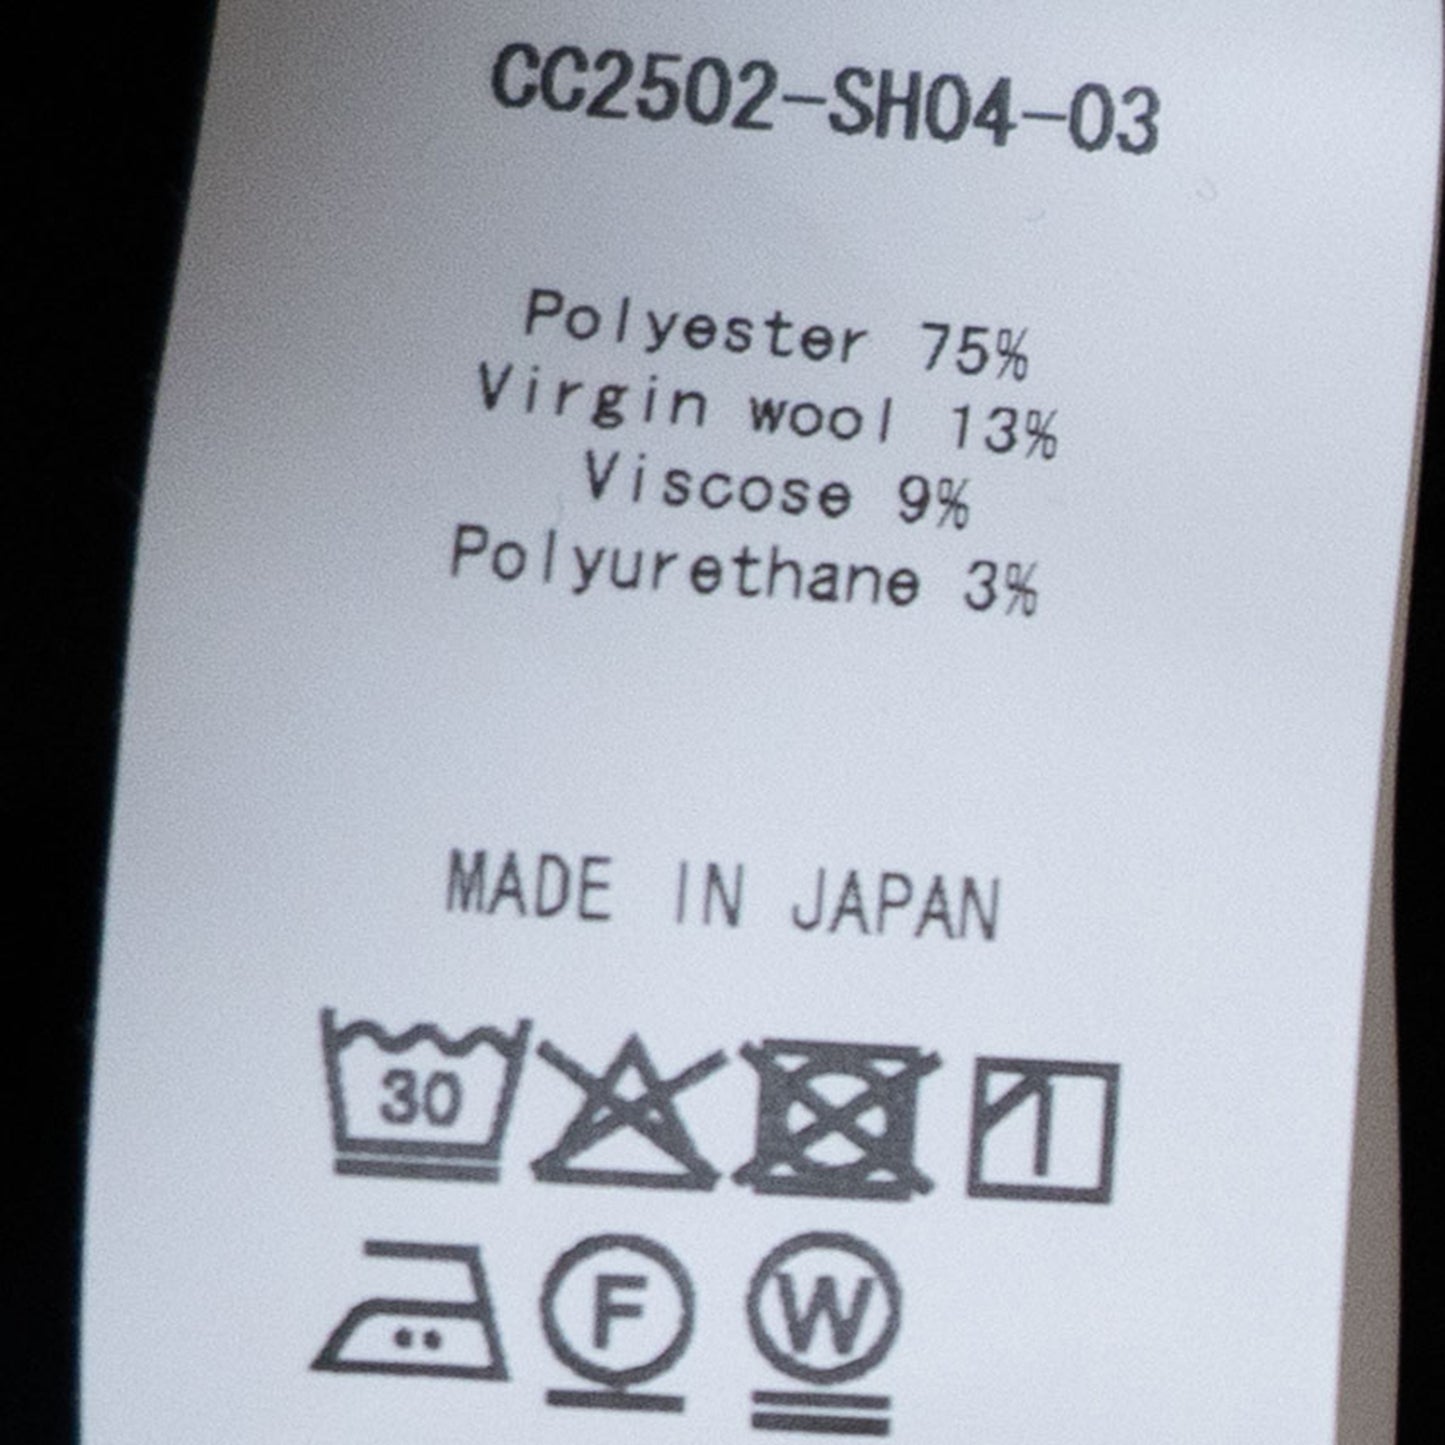 CC2502-SH04-03
Polyester 75%
Virgin wool 13%
Viscose 9%
Polyurethane 3%
MADE IN JAPAN
30
F W